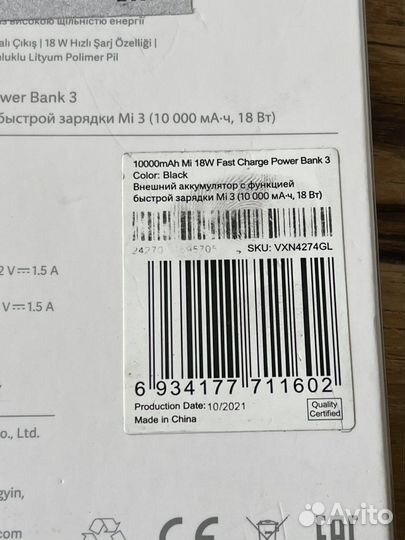 високою щільністю енергії
alı Çıkış | 18 W Hızlı Şarj Özelliği |
oluklu Lityum Polimer Pil
wer Bank 3
быстрой зарядки Mi 3 (10 000 мА·ч, 18 Вт)
10000mAh Mi 18W Fast Charge Power Bank 3
Color: Black
Внешний аккумулятор с функцией
быстрой зарядки Mi 3 (10 000 мА·ч, 18 Вт)
SKU: VXN4274GL
2 V⎓1.5 A
V⎓1.5 A
6 934177 711602
Production Date: 10/2021
Made in China
Quality
Certified
o., Ltd.
gyin,
com
CE
EAC
Avito